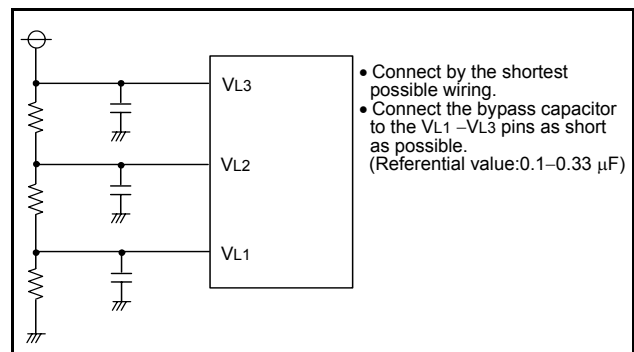 VL3
VL2
VL1
• Connect by the shortest
possible wiring.
• Connect the bypass capacitor
to the VL1 –VL3 pins as short
as possible.
(Referential value:0.1–0.33 μF)